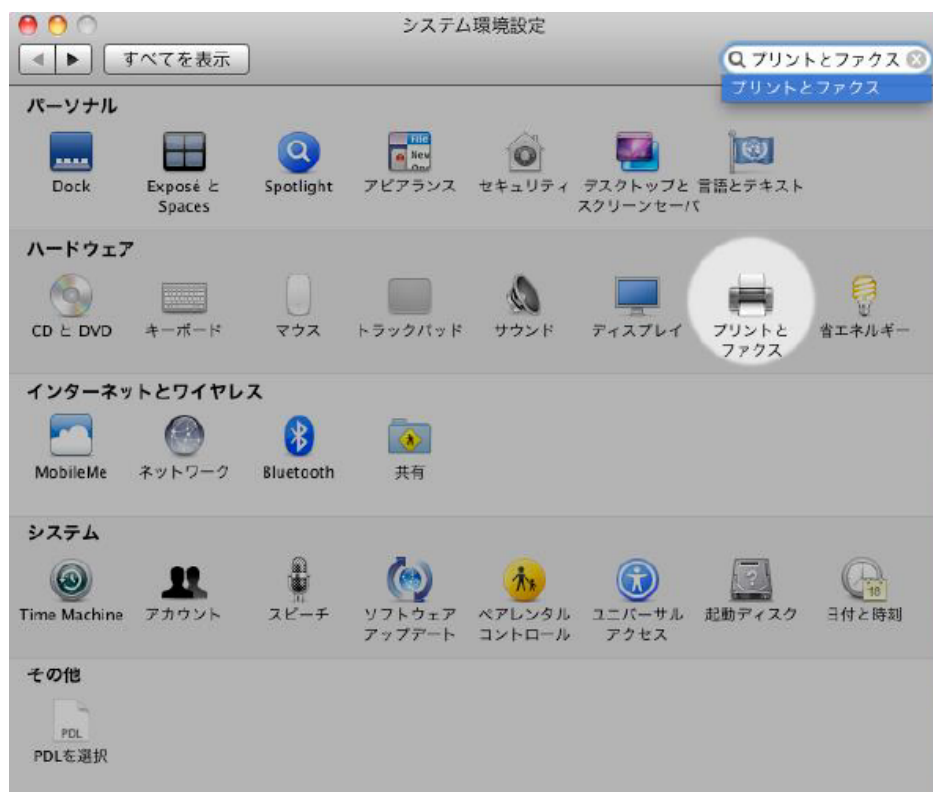 システム環境設定
すべてを表示
プリントとファクス
プリントとファクス
パーソナル
Dock
Exposé と
Spaces
Spotlight
File
New
アピアランス
セキュリティ
デスクトップと
スクリーンセーバ
言語とテキスト
ハードウェア
CD と DVD
キーボード
マウス
トラックパッド
サウンド
ディスプレイ
プリントと
ファクス
省エネルギー
インターネットとワイヤレス
MobileMe
ネットワーク
Bluetooth
共有
システム
Time Machine
アカウント
スピーチ
ソフトウェア
アップデート
ペアレンタル
コントロール
ユニバーサル
アクセス
?
起動ディスク
18
日付と時刻
その他
PDL
PDLを選択